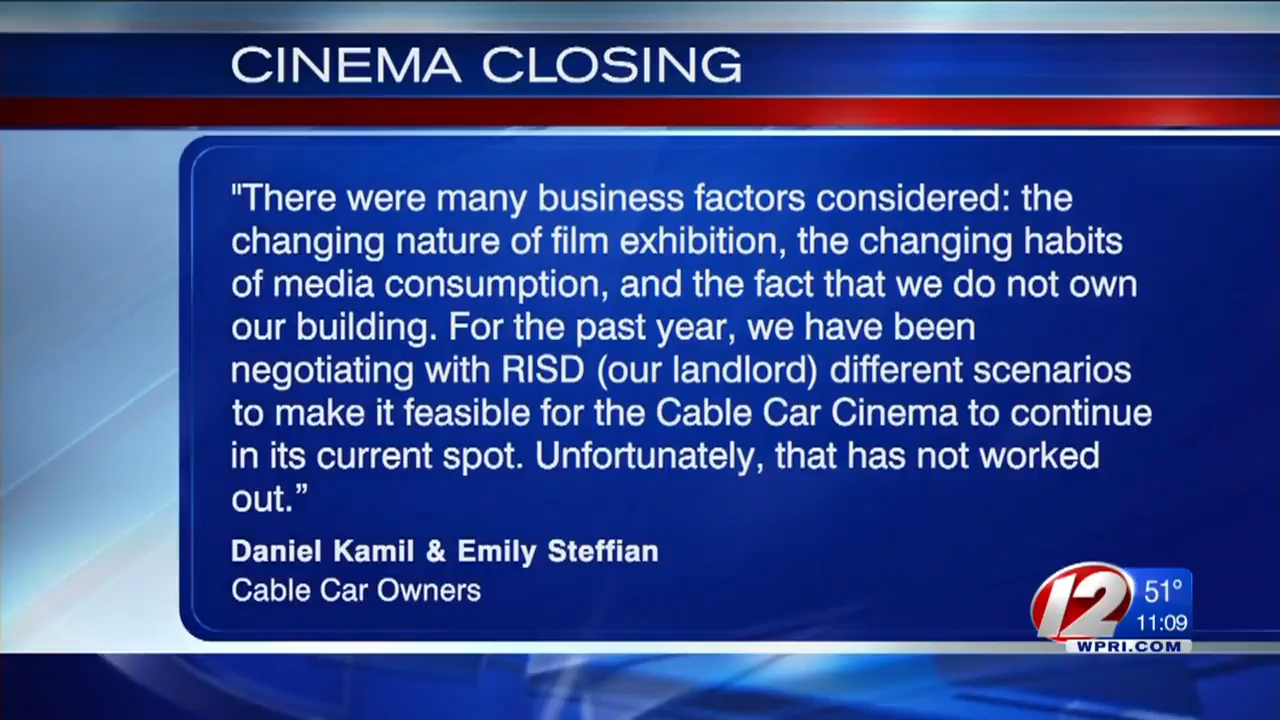 CINEMA CLOSING
"There were many business factors considered: the
changing nature of film exhibition, the changing habits
of media consumption, and the fact that we do not own
our building. For the past year, we have been
negotiating with RISD (our landlord) different scenarios
to make it feasible for the Cable Car Cinema to continue
in its current spot. Unfortunately, that has not worked
out.”
Daniel Kamil & Emily Steffian
Cable Car Owners
12
51°
11:09
WPRI.COM